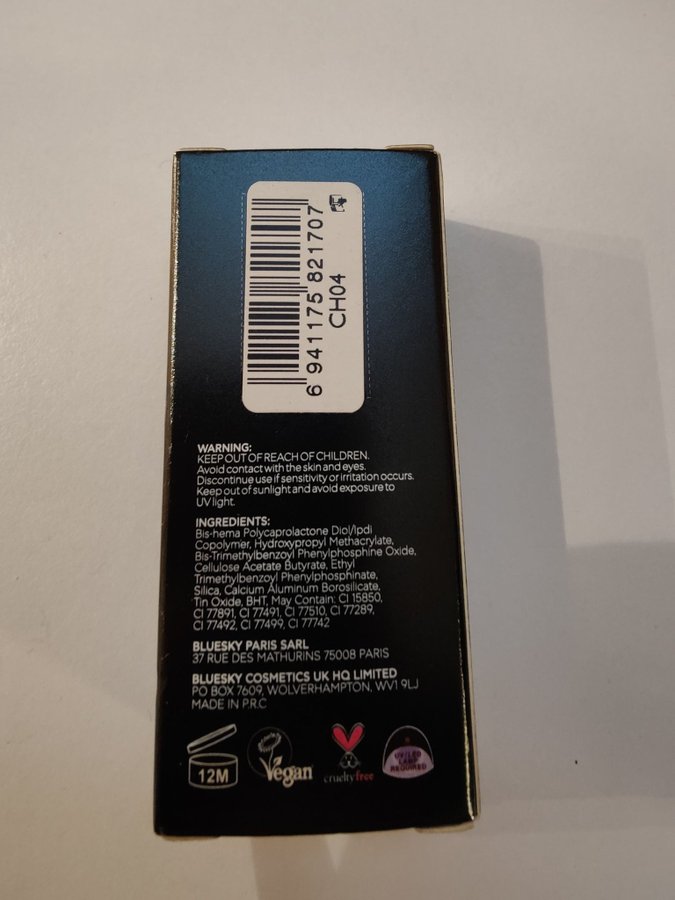 6 941175 821707
CH04
WARNING:
KEEP OUT OF REACH OF CHILDREN.
Avoid contact with the skin and eyes.
Discontinue use if sensitivity or irritation occurs.
Keep out of sunlight and avoid exposure to
UV light.
INGREDIENTS:
Bis-hema Polycaprolactone Diol/Ipdi
Copolymer, Hydroxypropyl Methacrylate,
Bis-Trimethylbenzoyl Phenylphosphine Oxide,
Cellulose Acetate Butyrate, Ethyl
Trimethylbenzoyl Phenylphosphinate,
Silica, Calcium Aluminum Borosilicate,
Tin Oxide, BHT, May Contain: CI 15850,
CI 77891, CI 77491, CI 77510, CI 77289,
CI 77492, CI 77499, CI 77742
BLUESKY PARIS SARL
37 RUE DES MATHURINS 75008 PARIS
BLUESKY COSMETICS UK HQ LIMITED
PO BOX 7609, WOLVERHAMPTON, WV1 9LJ
MADE IN P.R.C
12M
Vegan
crueltyfree
UV/LED
LAMP
REQUIRED